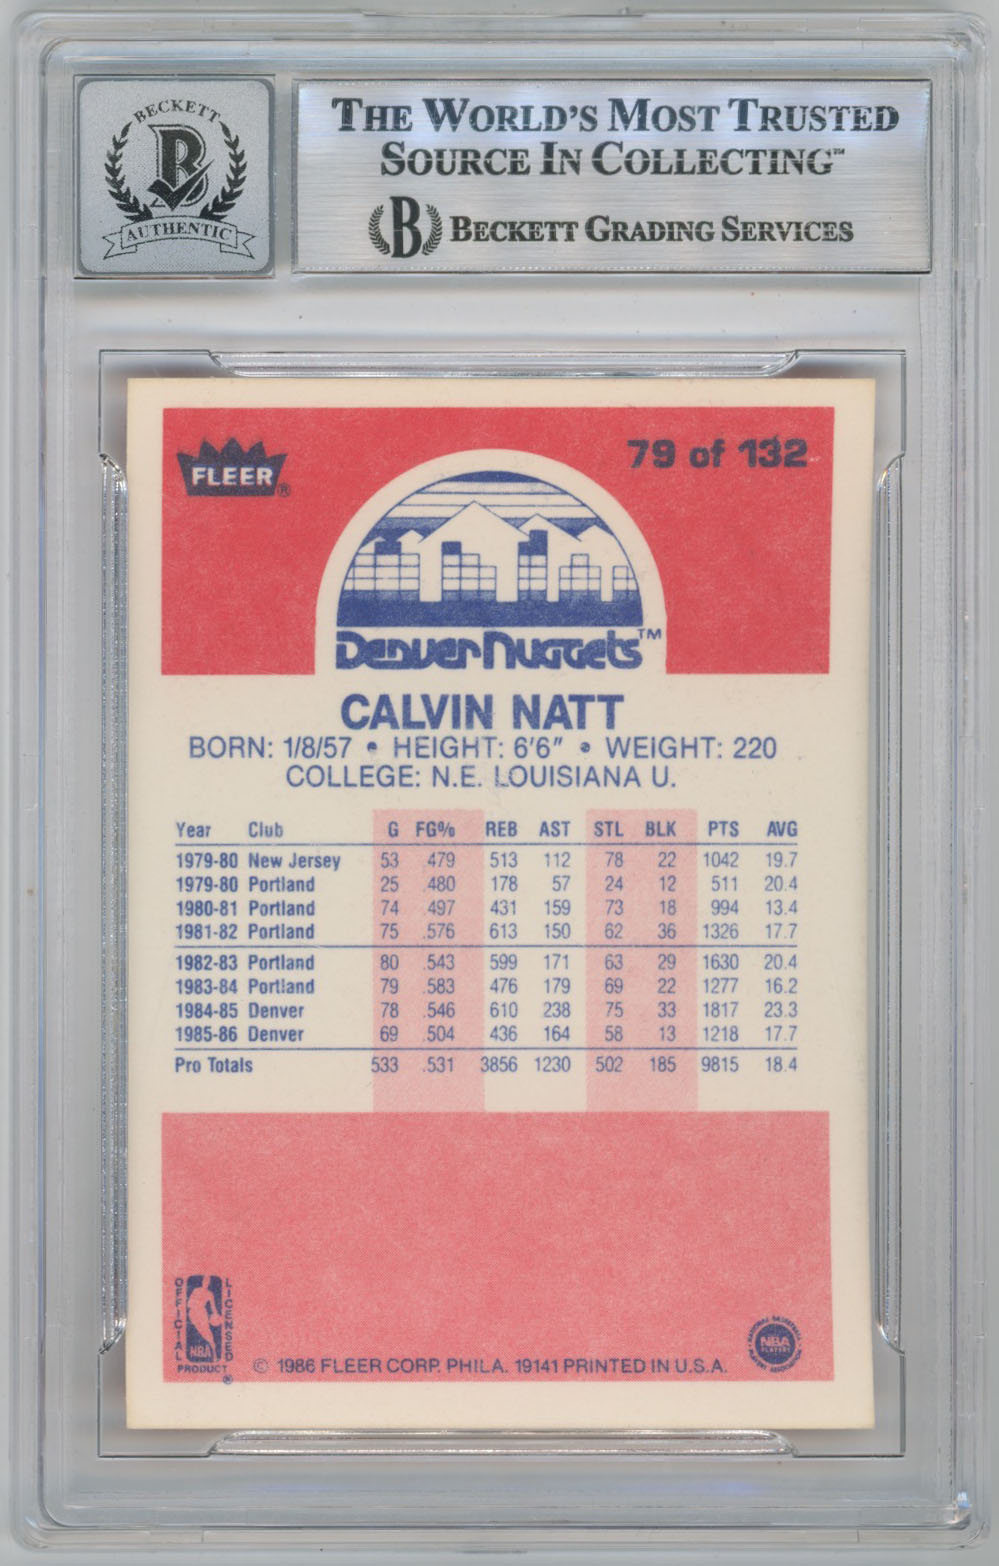 BECKETT
B
AUTHENTIC
THE WORLD'S MOST TRUSTED
SOURCE IN COLLECTING™
B BECKETT GRADING SERVICES
FLEER®
79 of 132
Denver Nuggets™
CALVIN NATT
BORN: 1/8/57 • HEIGHT: 6'6" • WEIGHT: 220
COLLEGE: N.E. LOUISIANA U.
Year Club G FG% REB AST STL BLK PTS AVG
1979-80 New Jersey 53 .479 513 112 78 22 1042 19.7
1979-80 Portland 25 .480 178 57 24 12 511 20.4
1980-81 Portland 74 .497 431 159 73 18 994 13.4
1981-82 Portland 75 .576 613 150 62 36 1326 17.7
1982-83 Portland 80 .543 599 171 63 29 1630 20.4
1983-84 Portland 79 .583 476 179 69 22 1277 16.2
1984-85 Denver 78 .546 610 238 75 33 1817 23.3
1985-86 Denver 69 .504 436 164 58 13 1218 17.7
Pro Totals 533 .531 3856 1230 502 185 9815 18.4
OFFICIAL
LICENSED
NBA
PRODUCT®
© 1986 FLEER CORP. PHILA. 19141 PRINTED IN U.S.A.
NATIONAL BASKETBALL
NBA
PLAYERS
PLAYERS ASSOCIATION